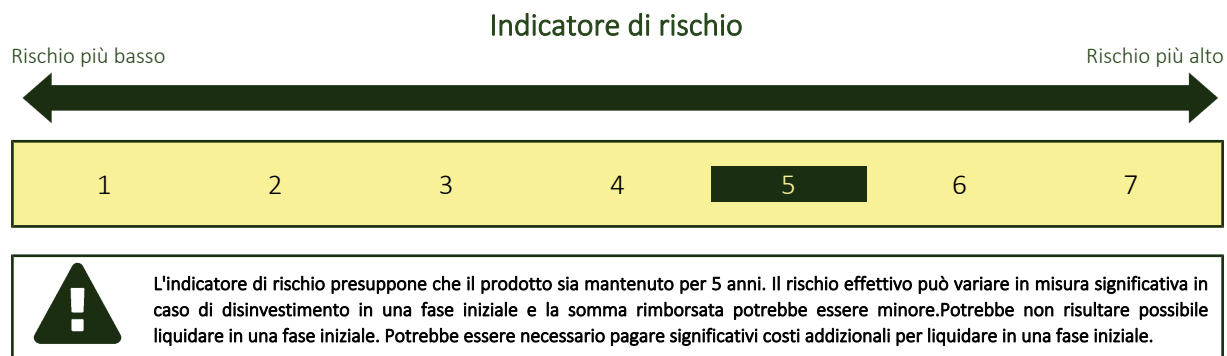 Indicatore di rischio
Rischio più basso
Rischio più alto
1 2 3 4 5 6 7
L'indicatore di rischio presuppone che il prodotto sia mantenuto per 5 anni. Il rischio effettivo può variare in misura significativa in
caso di disinvestimento in una fase iniziale e la somma rimborsata potrebbe essere minore.Potrebbe non risultare possibile
liquidare in una fase iniziale. Potrebbe essere necessario pagare significativi costi addizionali per liquidare in una fase iniziale.